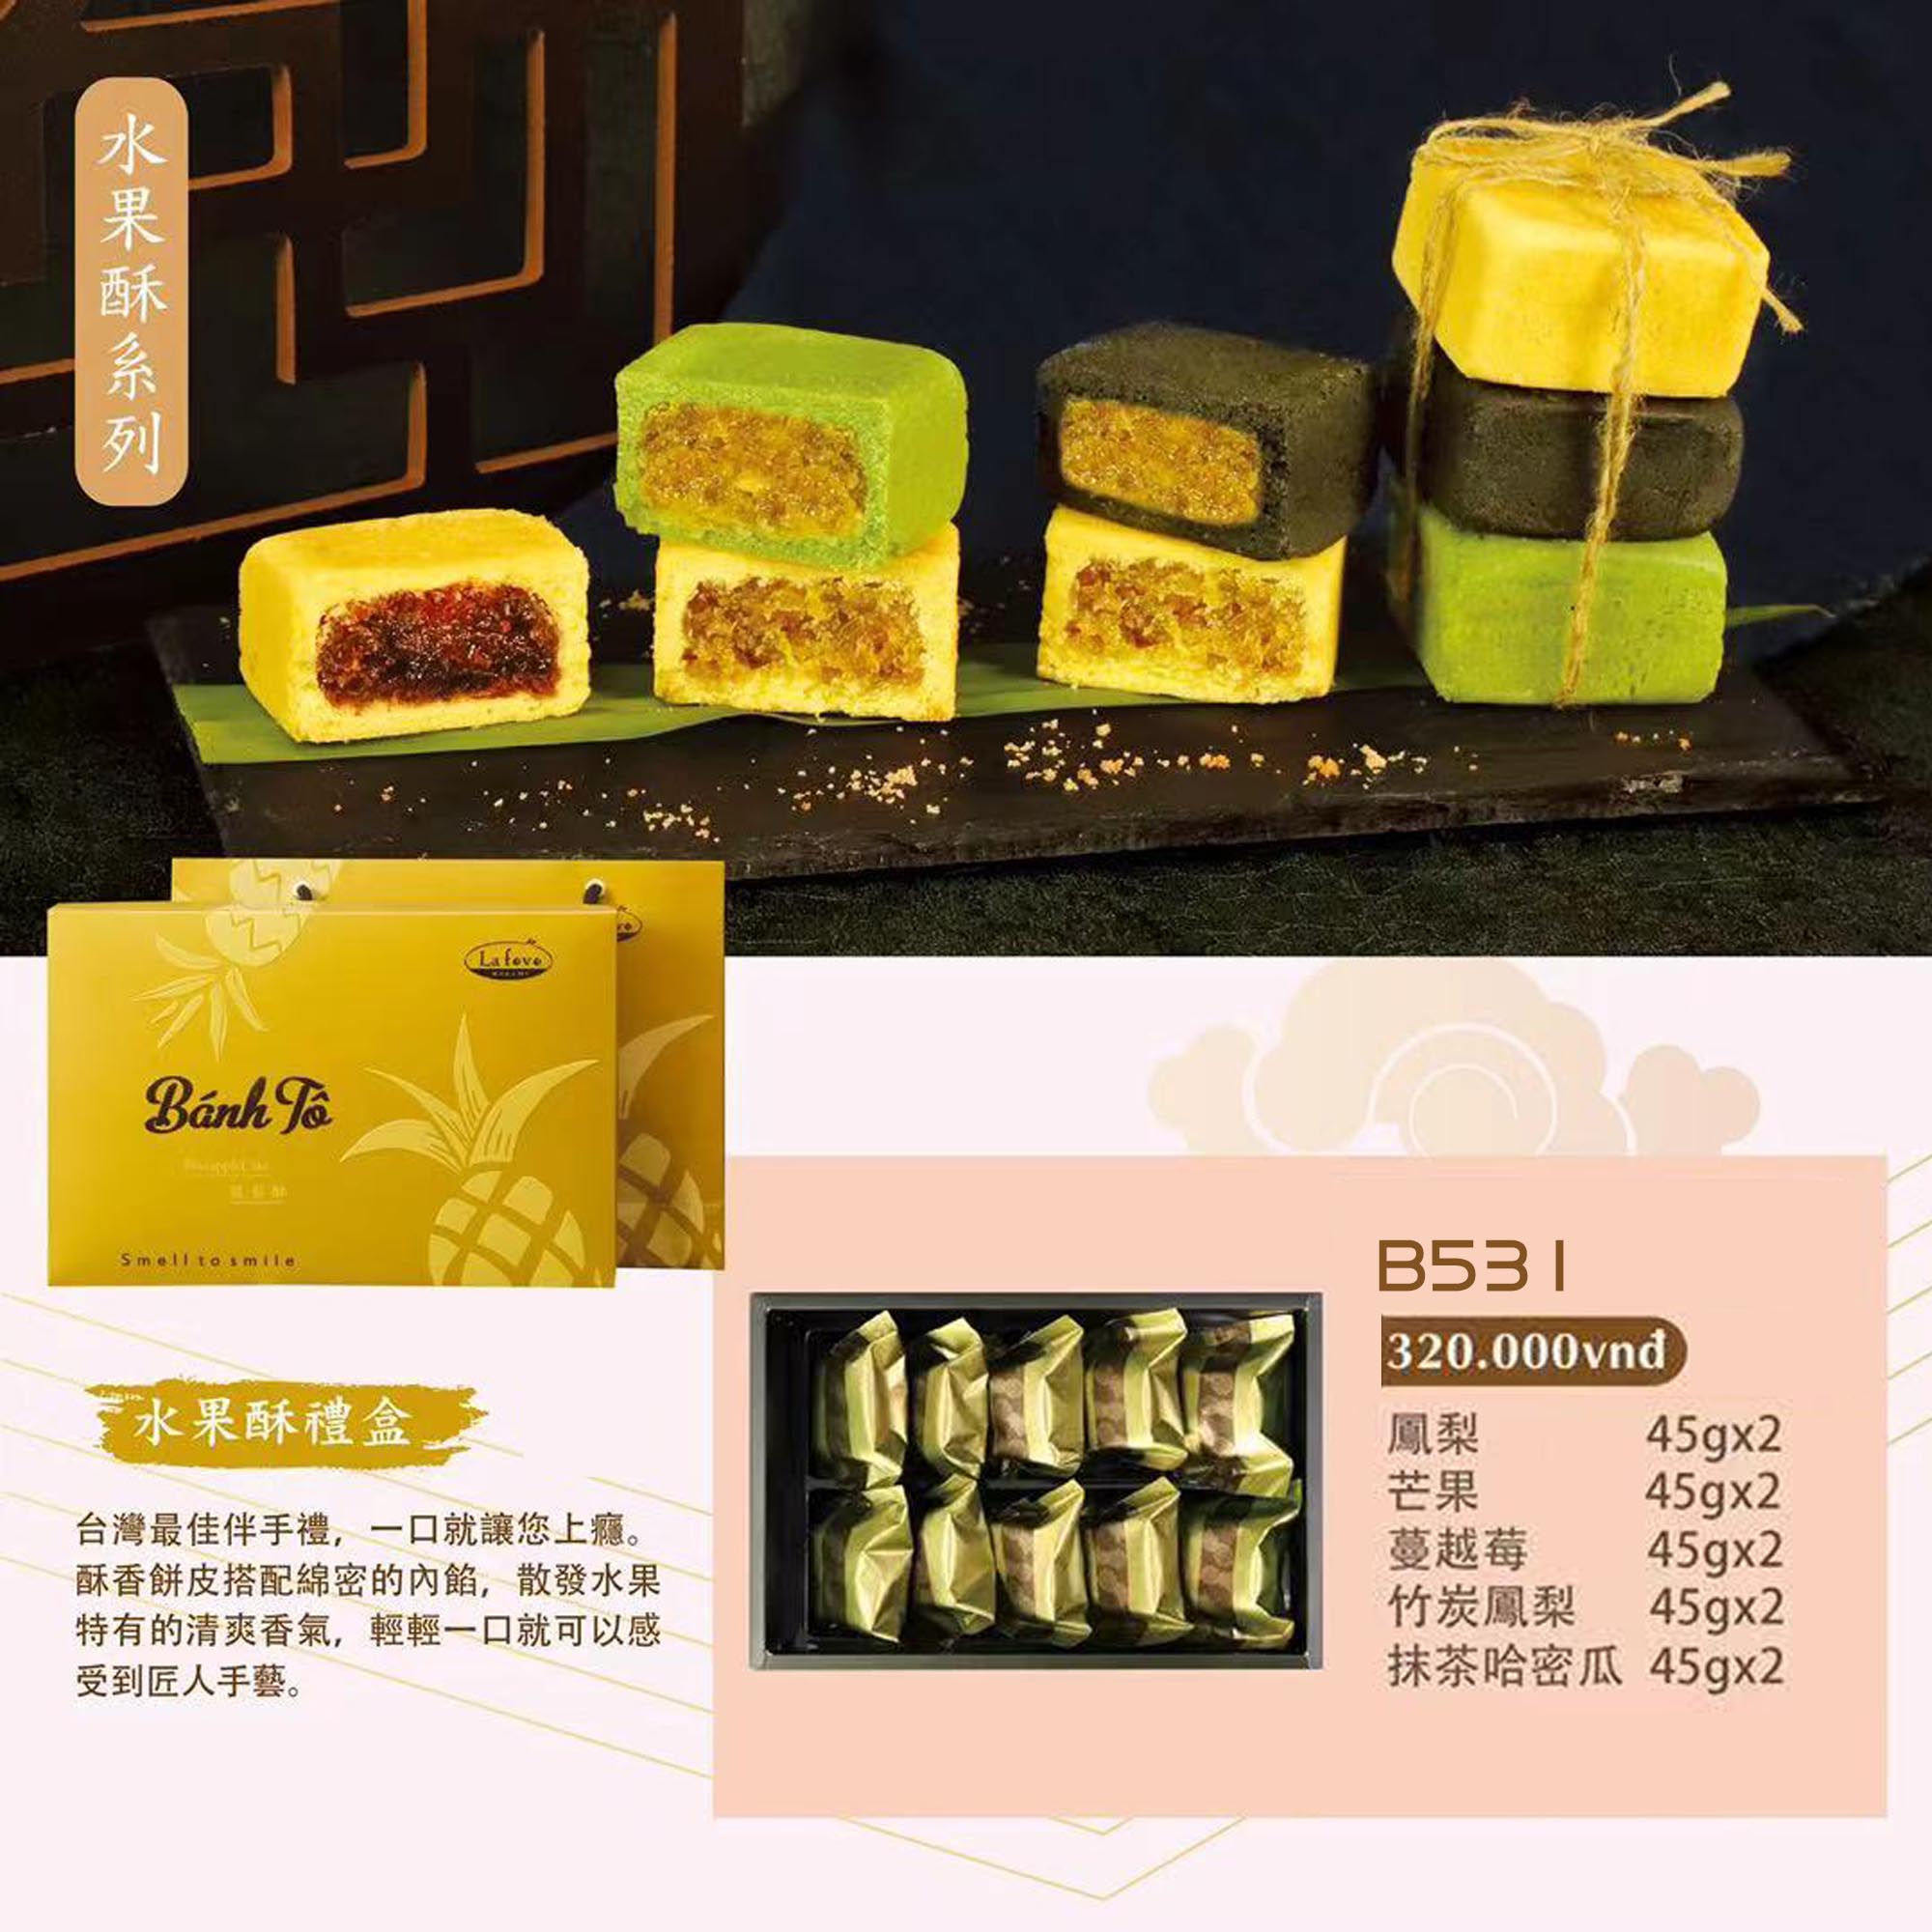 水果酥系列
La feve
Bánh Tô
鳳梨酥
Smell to smile
水果酥禮盒
台灣最佳伴手禮，一口就讓您上癮。
酥香餅皮搭配綿密的內餡，散發水果
特有的清爽香氣，輕輕一口就可以感
受到匠人手藝。
B531
320.000vnđ
鳳梨 45gx2
芒果 45gx2
蔓越莓 45gx2
竹炭鳳梨 45gx2
抹茶哈密瓜 45gx2